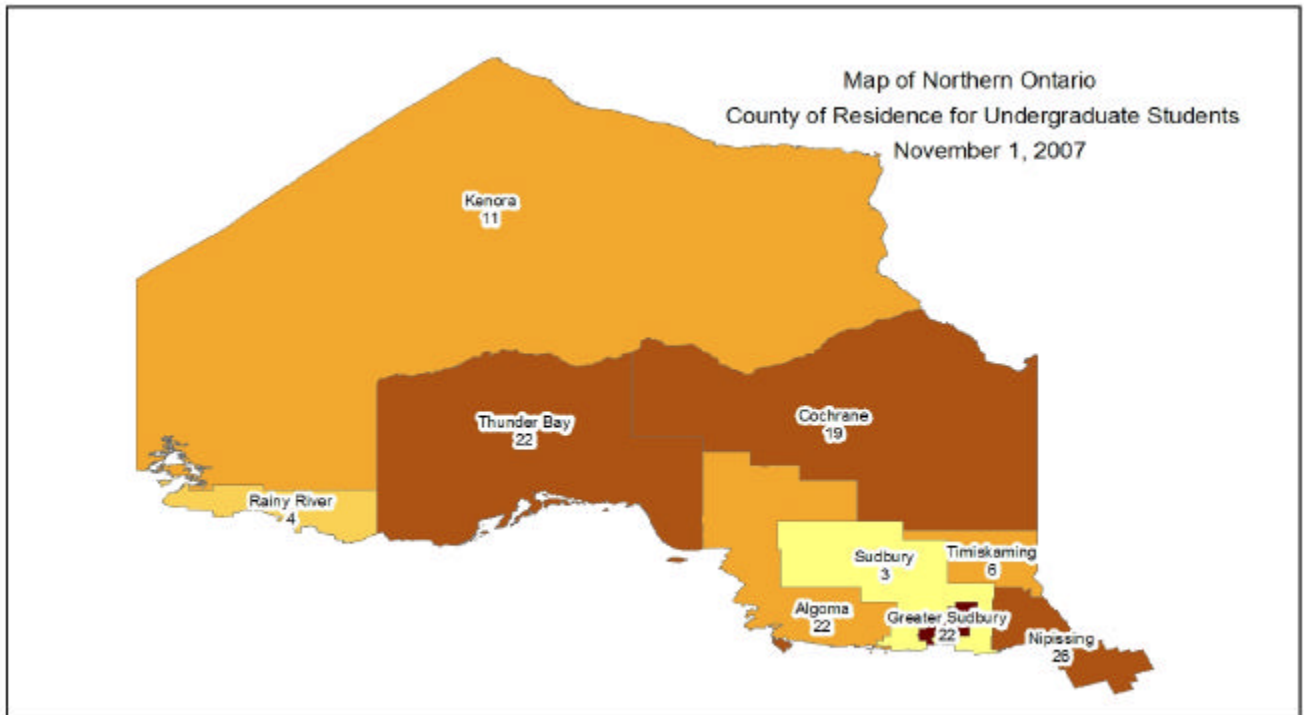 Map of Northern Ontario
County of Residence for Undergraduate Students
November 1, 2007
Kenora
11
Thunder Bay
22
Cochrane
19
Rainy River
4
Timiskaming
6
Sudbury
3
Algoma
22
Greater Sudbury
22
Nipissing
26